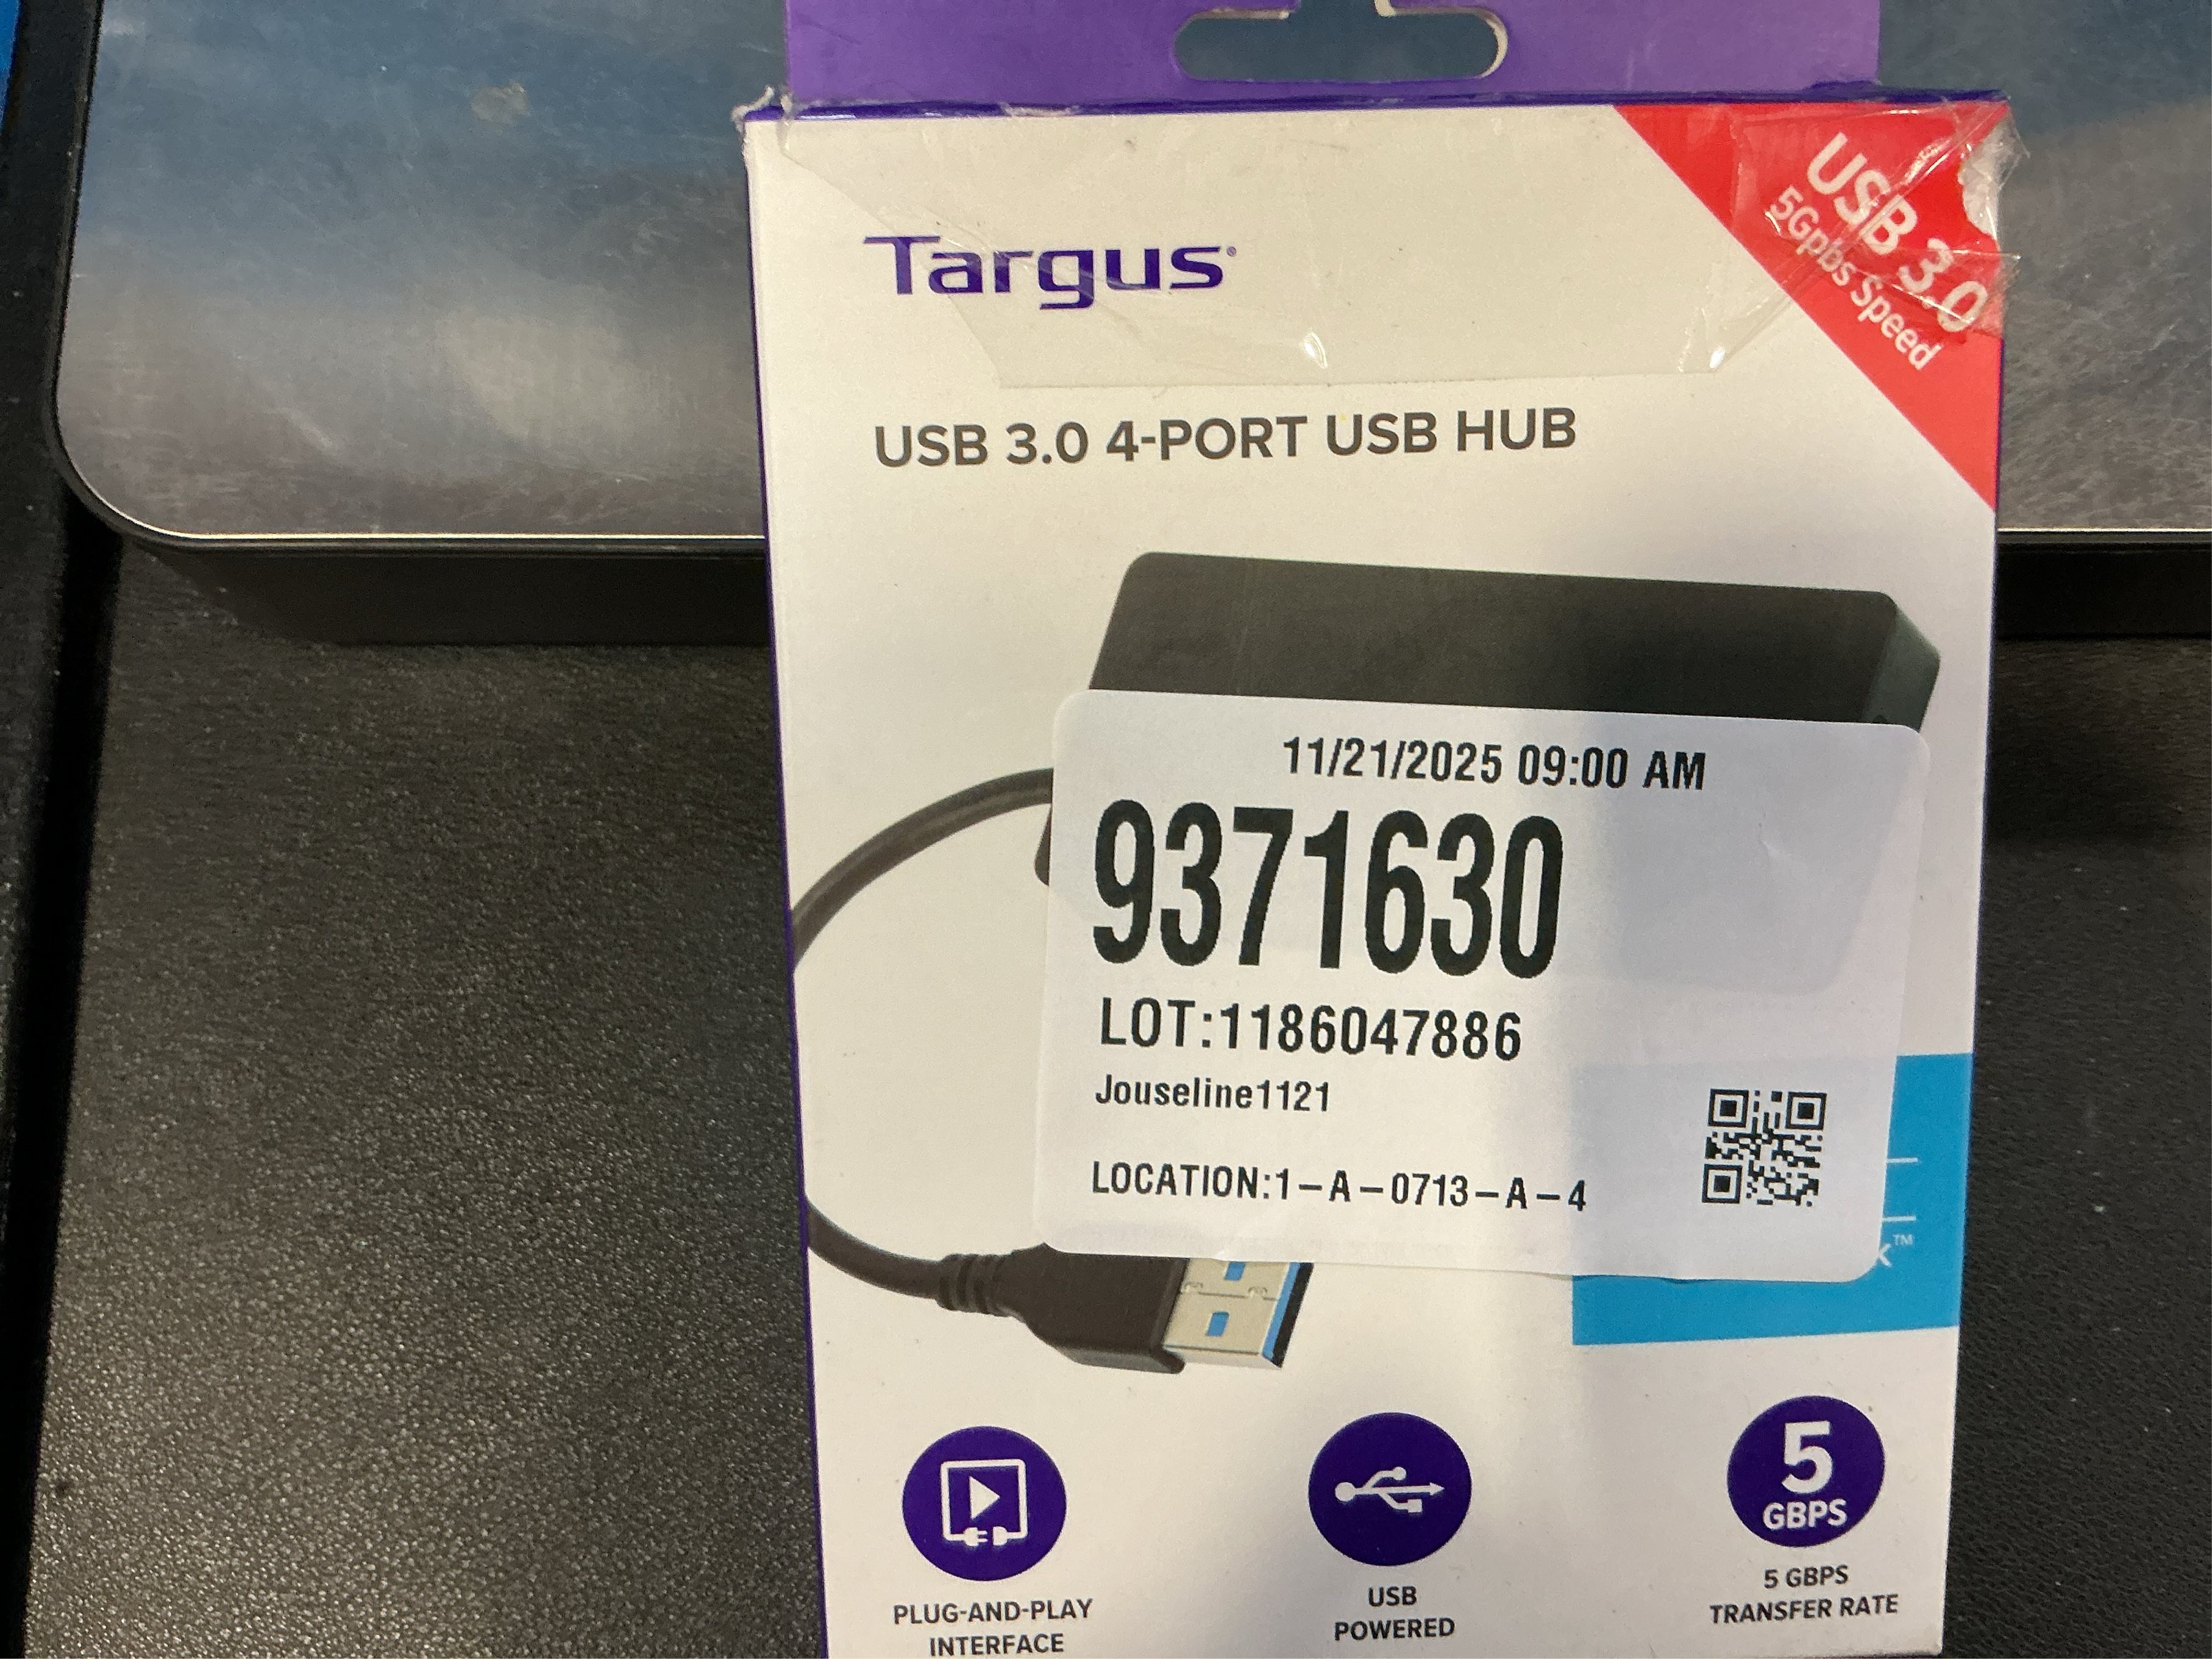 Targus
USB 3.0
5Gpbs Speed
USB 3.0 4-PORT USB HUB
11/21/2025 09:00 AM
9371630
LOT:1186047886
Jouseline1121
LOCATION:1-A-0713-A-4
5
GBPS
PLUG-AND-PLAY
INTERFACE
USB
POWERED
5 GBPS
TRANSFER RATE